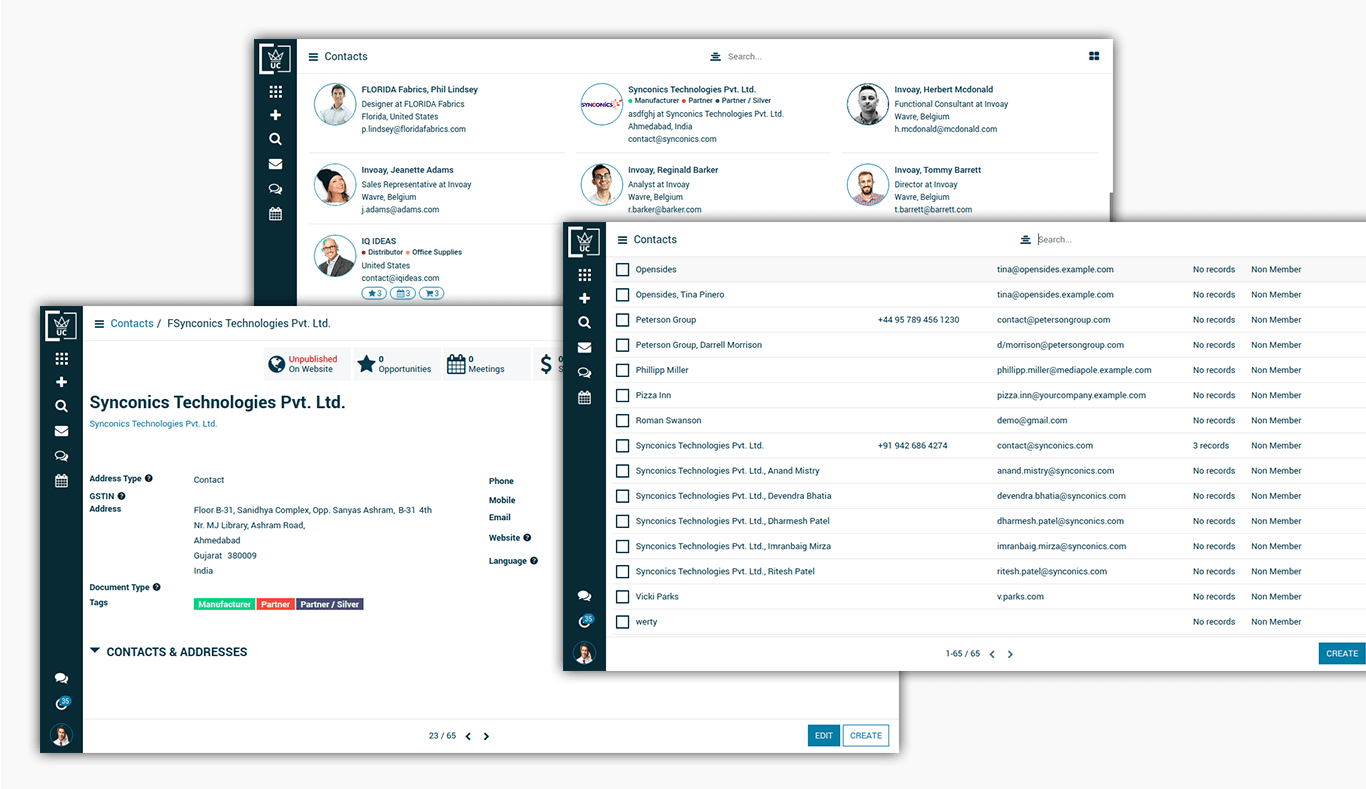 UC
Contacts
Search...
FLORIDA Fabrics, Phil Lindsey
Designer at FLORIDA Fabrics
Florida, United States
p.lindsey@floridafabrics.com
SYNCONICS
Synconics Technologies Pvt. Ltd.
Manufacturer Partner Partner / Silver
asdfghj at Synconics Technologies Pvt. Ltd.
Ahmedabad, India
contact@synconics.com
Invoay, Herbert Mcdonald
Functional Consultant at Invoay
Wavre, Belgium
h.mcdonald@mcdonald.com
Invoay, Jeanette Adams
Sales Representative at Invoay
Wavre, Belgium
j.adams@adams.com
Invoay, Reginald Barker
Analyst at Invoay
Wavre, Belgium
r.barker@barker.com
Invoay, Tommy Barrett
Director at Invoay
Wavre, Belgium
t.barrett@barrett.com
IQ IDEAS
Distributor Office Supplies
United States
contact@iqideas.com
3 3 3
UC
Contacts
Search...
Opensides tina@opensides.example.com No records Non Member
Opensides, Tina Pinero tina@opensides.example.com No records Non Member
Peterson Group +44 95 789 456 1230 contact@petersongroup.com No records Non Member
Peterson Group, Darrell Morrison d/morrison@petersongroup.com No records Non Member
Phillip Miller phillipp.miller@mediapole.example.com No records Non Member
Pizza Inn pizza.inn@yourcompany.example.com No records Non Member
Roman Swanson demo@gmail.com No records Non Member
Synconics Technologies Pvt. Ltd. +91 942 686 4274 contact@synconics.com 3 records Non Member
Synconics Technologies Pvt. Ltd., Anand Mistry anand.mistry@synconics.com No records Non Member
Synconics Technologies Pvt. Ltd., Devendra Bhatia devendra.bhatia@synconics.com No records Non Member
Synconics Technologies Pvt. Ltd., Dharmesh Patel dharmesh.patel@synconics.com No records Non Member
Synconics Technologies Pvt. Ltd., Imranbaig Mirza imranbaig.mirza@synconics.com No records Non Member
Synconics Technologies Pvt. Ltd., Ritesh Patel ritesh.patel@synconics.com No records Non Member
Vicki Parks v.parks.com No records Non Member
werty No records Non Member
35
1-65 / 65
CREATE
UC
Contacts / FSynconics Technologies Pvt. Ltd.
Unpublished
On Website
0
Opportunities
0
Meetings
Synconics Technologies Pvt. Ltd.
Synconics Technologies Pvt. Ltd.
Address Type Contact
GSTIN
Address Floor B-31, Sanidhya Complex, Opp. Sanyas Ashram, B-31 4th
Nr. MJ Library, Ashram Road,
Ahmedabad
Gujarat 380009
India
Document Type
Tags Manufacturer Partner Partner / Silver
Phone
Mobile
Email
Website
Language
CONTACTS & ADDRESSES
35
23 / 65
EDIT CREATE